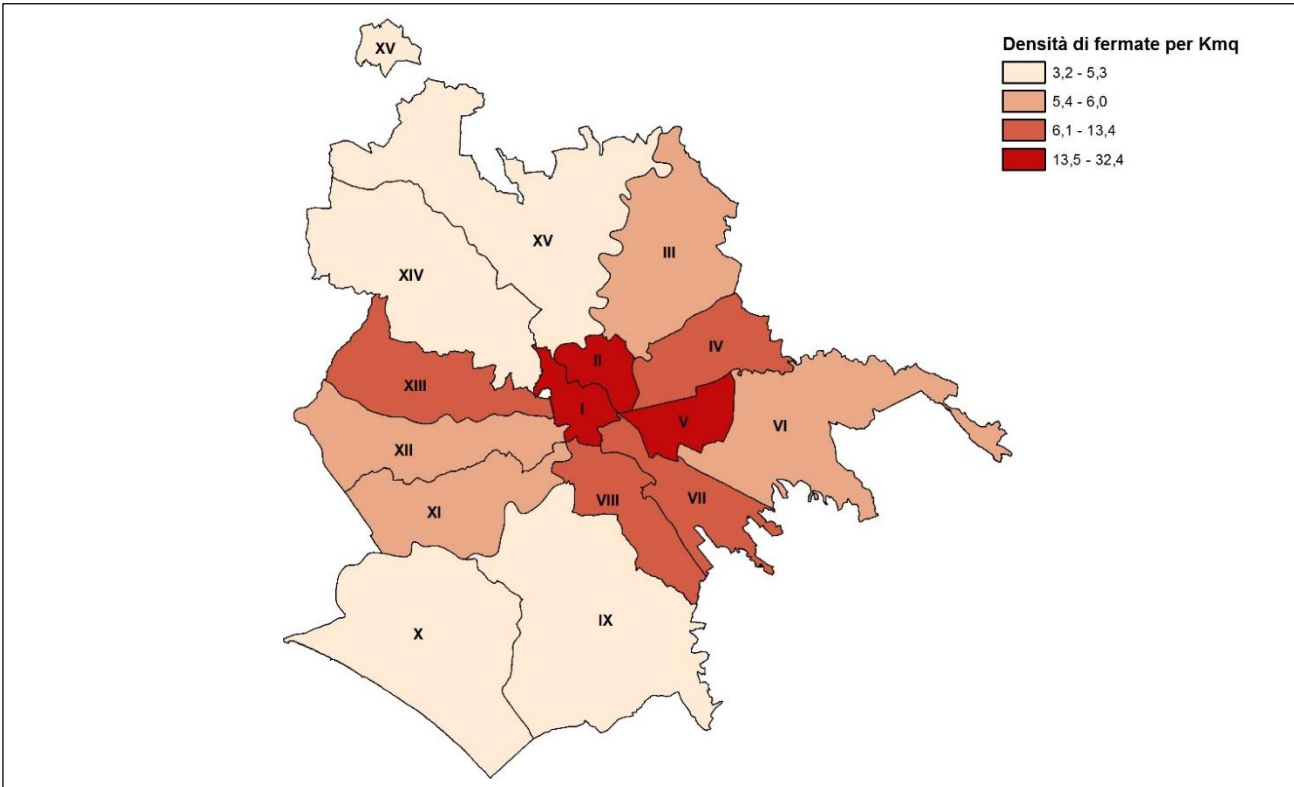 Densità di fermate per Kmq
3,2 - 5,3
5,4 - 6,0
6,1 - 13,4
13,5 - 32,4
XV
XV
III
XIV
IV
II
XIII
I
V
VI
XII
VIII
VII
XI
IX
X